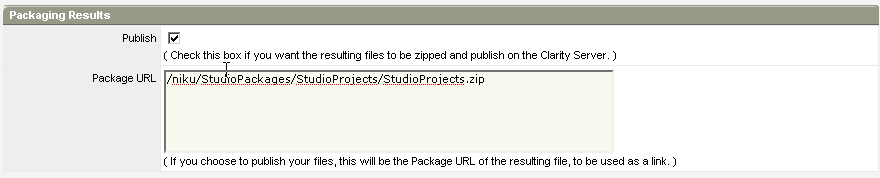 Packaging Results
Publish
( Check this box if you want the resulting files to be zipped and publish on the Clarity Server. )
Package URL
/niku/StudioPackages/StudioProjects/StudioProjects.zip
( If you choose to publish your files, this will be the Package URL of the resulting file, to be used as a link. )